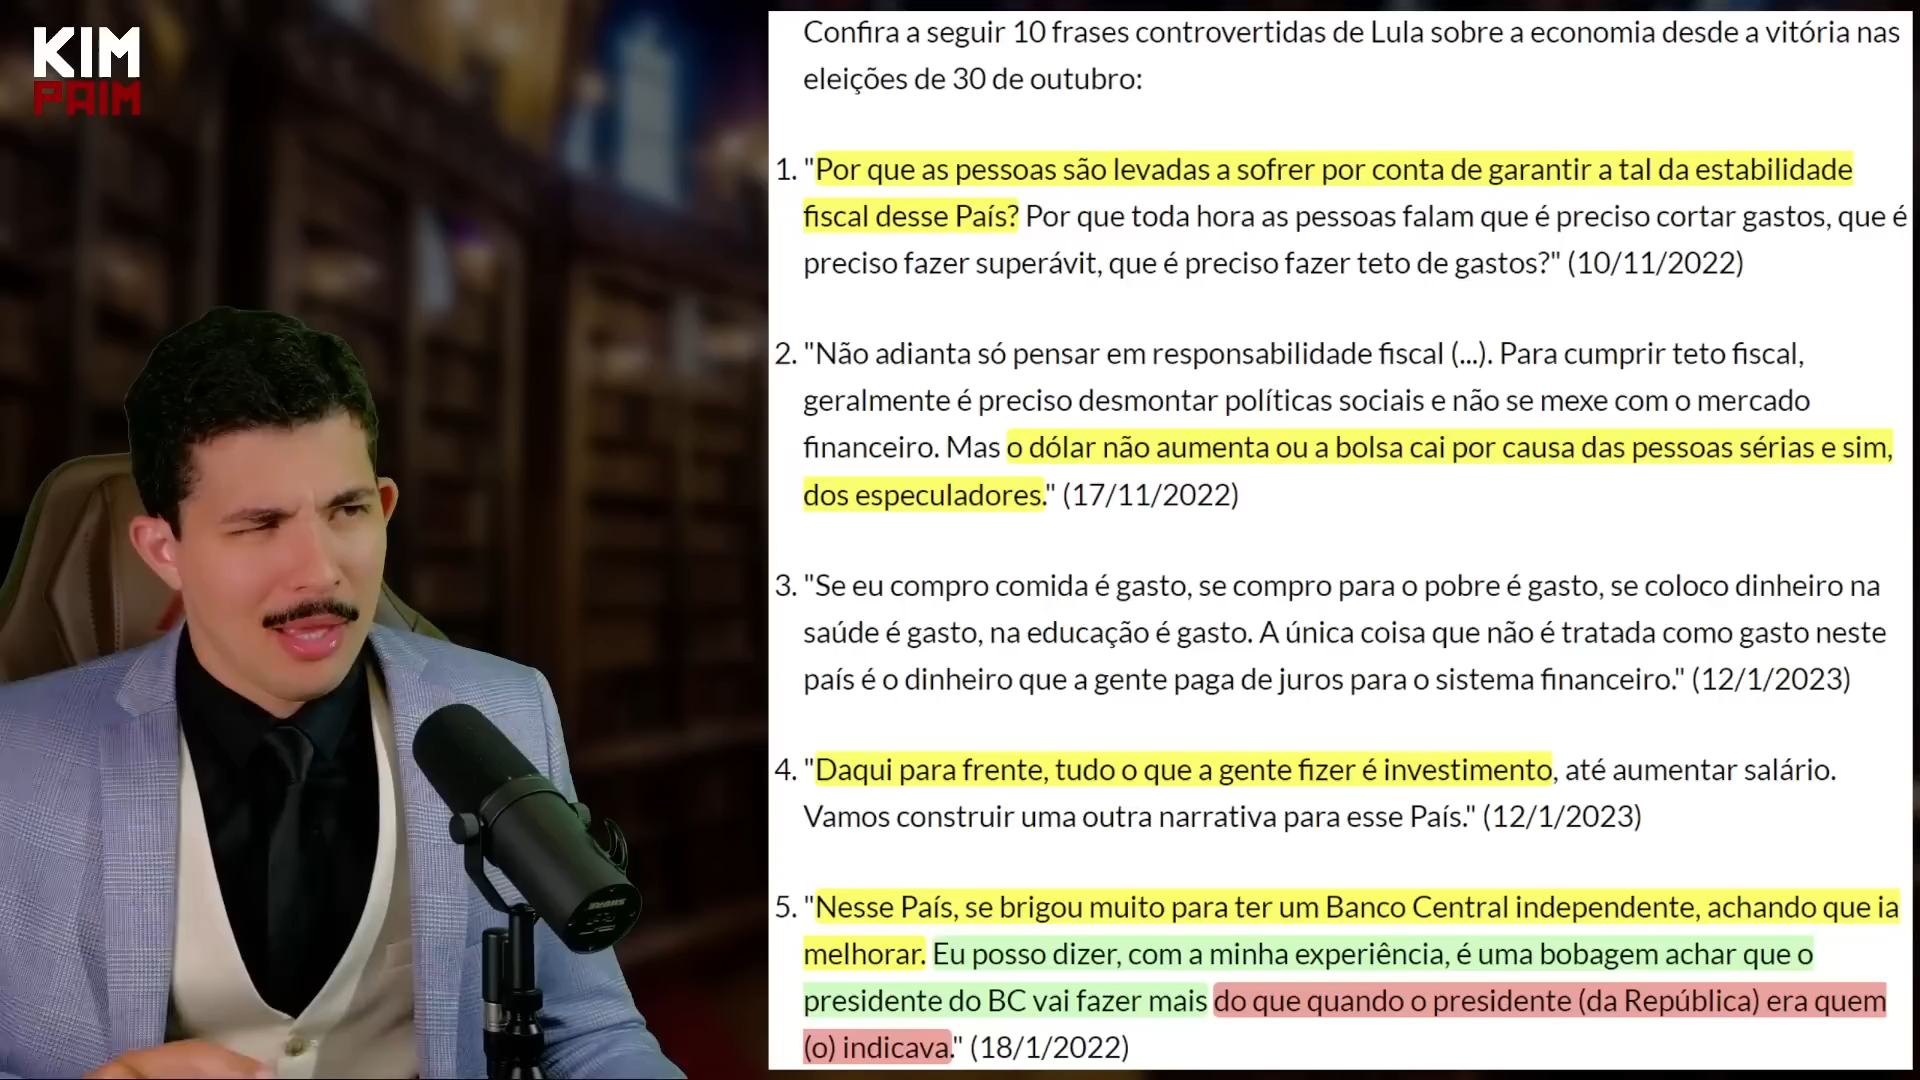 KIM
PAIM
Confira a seguir 10 frases controvertidas de Lula sobre a economia desde a vitória nas
eleições de 30 de outubro:
1. "Por que as pessoas são levadas a sofrer por conta de garantir a tal da estabilidade
fiscal desse País? Por que toda hora as pessoas falam que é preciso cortar gastos, que é
preciso fazer superávit, que é preciso fazer teto de gastos?" (10/11/2022)
2. "Não adianta só pensar em responsabilidade fiscal (...). Para cumprir teto fiscal,
geralmente é preciso desmontar políticas sociais e não se mexe com o mercado
financeiro. Mas o dólar não aumenta ou a bolsa cai por causa das pessoas sérias e sim,
dos especuladores." (17/11/2022)
3. "Se eu compro comida é gasto, se compro para o pobre é gasto, se coloco dinheiro na
saúde é gasto, na educação é gasto. A única coisa que não é tratada como gasto neste
país é o dinheiro que a gente paga de juros para o sistema financeiro." (12/1/2023)
4. "Daqui para frente, tudo o que a gente fizer é investimento, até aumentar salário.
Vamos construir uma outra narrativa para esse País." (12/1/2023)
5. "Nesse País, se brigou muito para ter um Banco Central independente, achando que ia
melhorar. Eu posso dizer, com a minha experiência, é uma bobagem achar que o
presidente do BC vai fazer mais do que quando o presidente (da República) era quem
(o) indicava." (18/1/2022)
SHURE